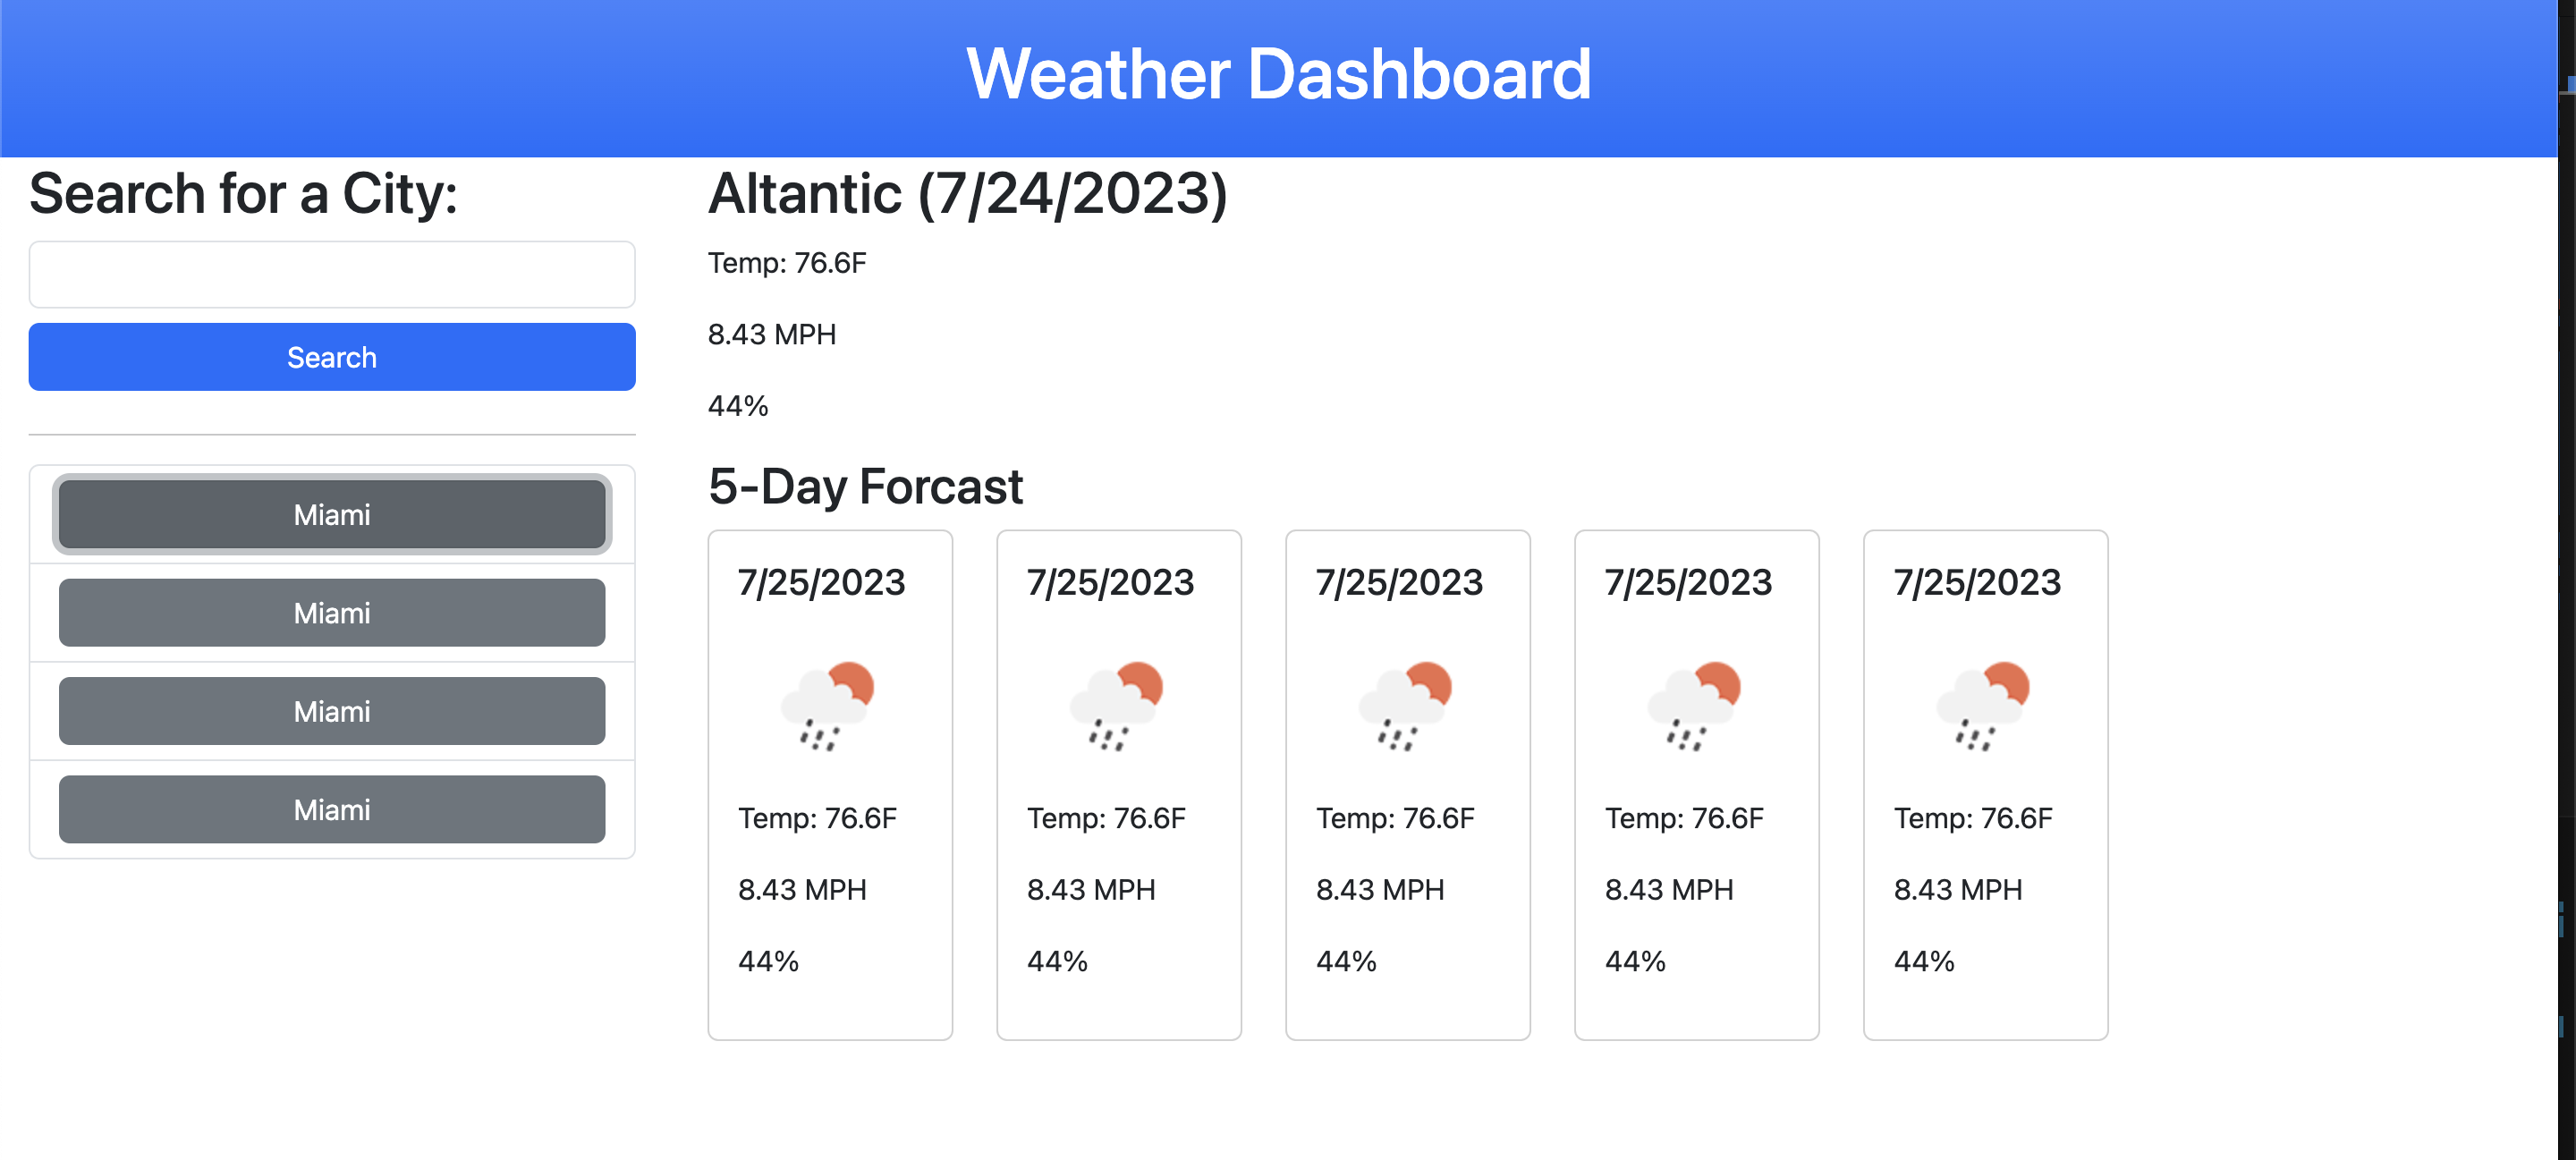 Weather Dashboard
Search for a City:
Search
Miami
Miami
Miami
Miami
Altantic (7/24/2023)
Temp: 76.6F
8.43 MPH
44%
5-Day Forcast
7/25/2023
Temp: 76.6F
8.43 MPH
44%
7/25/2023
Temp: 76.6F
8.43 MPH
44%
7/25/2023
Temp: 76.6F
8.43 MPH
44%
7/25/2023
Temp: 76.6F
8.43 MPH
44%
7/25/2023
Temp: 76.6F
8.43 MPH
44%